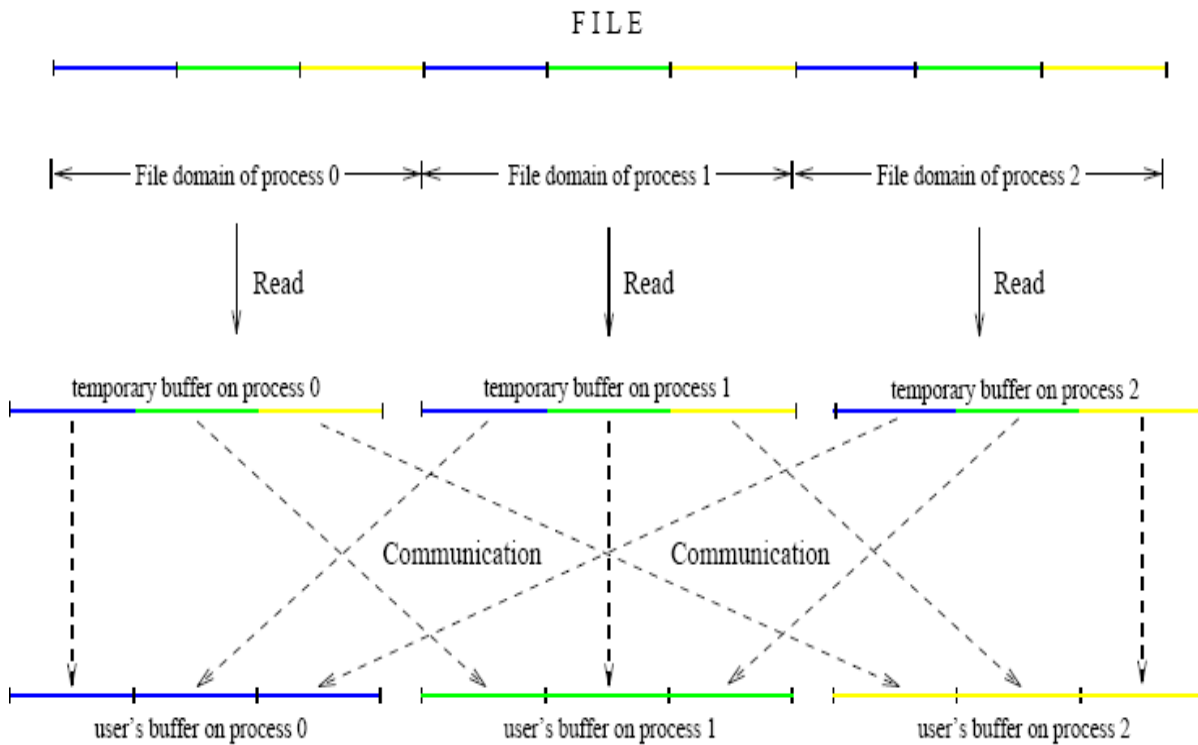 F I L E
File domain of process 0
File domain of process 1
File domain of process 2
Read
Read
Read
temporary buffer on process 0
temporary buffer on process 1
temporary buffer on process 2
Communication
Communication
user's buffer on process 0
user's buffer on process 1
user's buffer on process 2